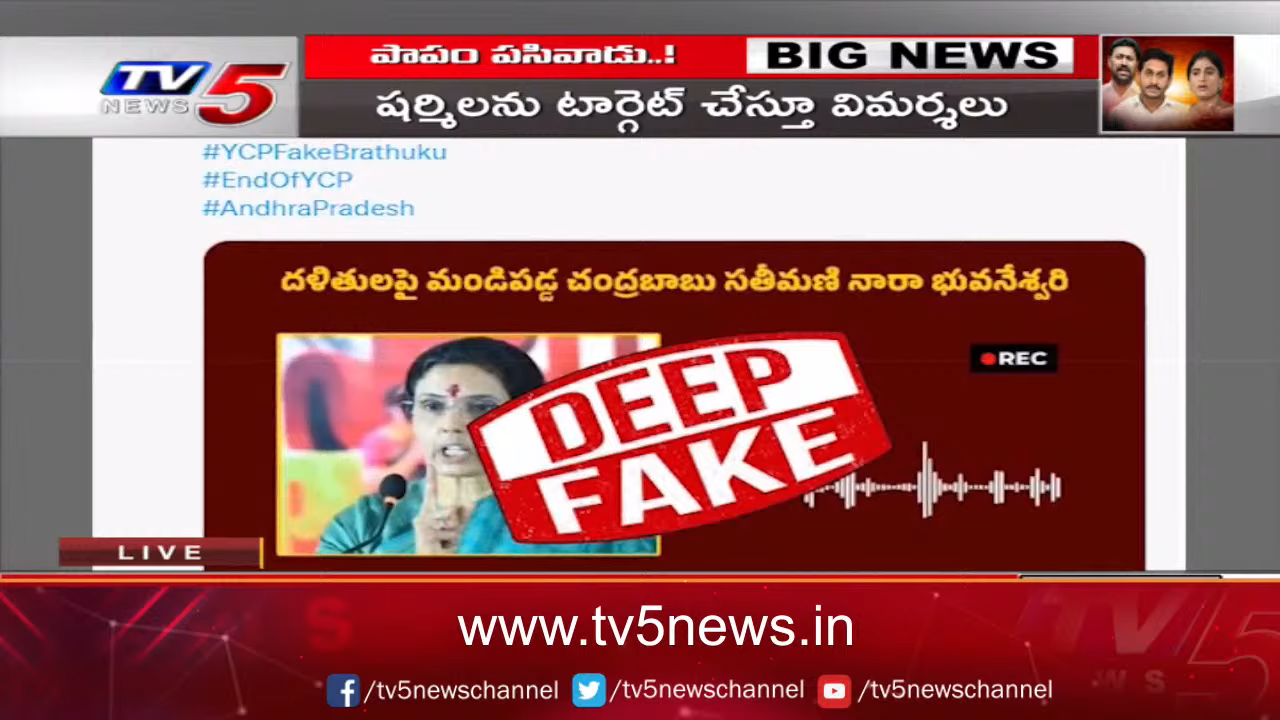 పాపం పసివాడు..!
BIG NEWS
TV5
NEWS
షర్మిలను టార్గెట్ చేస్తూ విమర్శలు
#YCPFakeBrathuku
#EndOfYCP
#AndhraPradesh
దళితులపై మండిపడ్డ చంద్రబాబు సతీమణి నారా భువనేశ్వరి
REC
DEEP
FAKE
LIVE
www.tv5news.in
/tv5newschannel
/tv5newschannel
/tv5newschannel